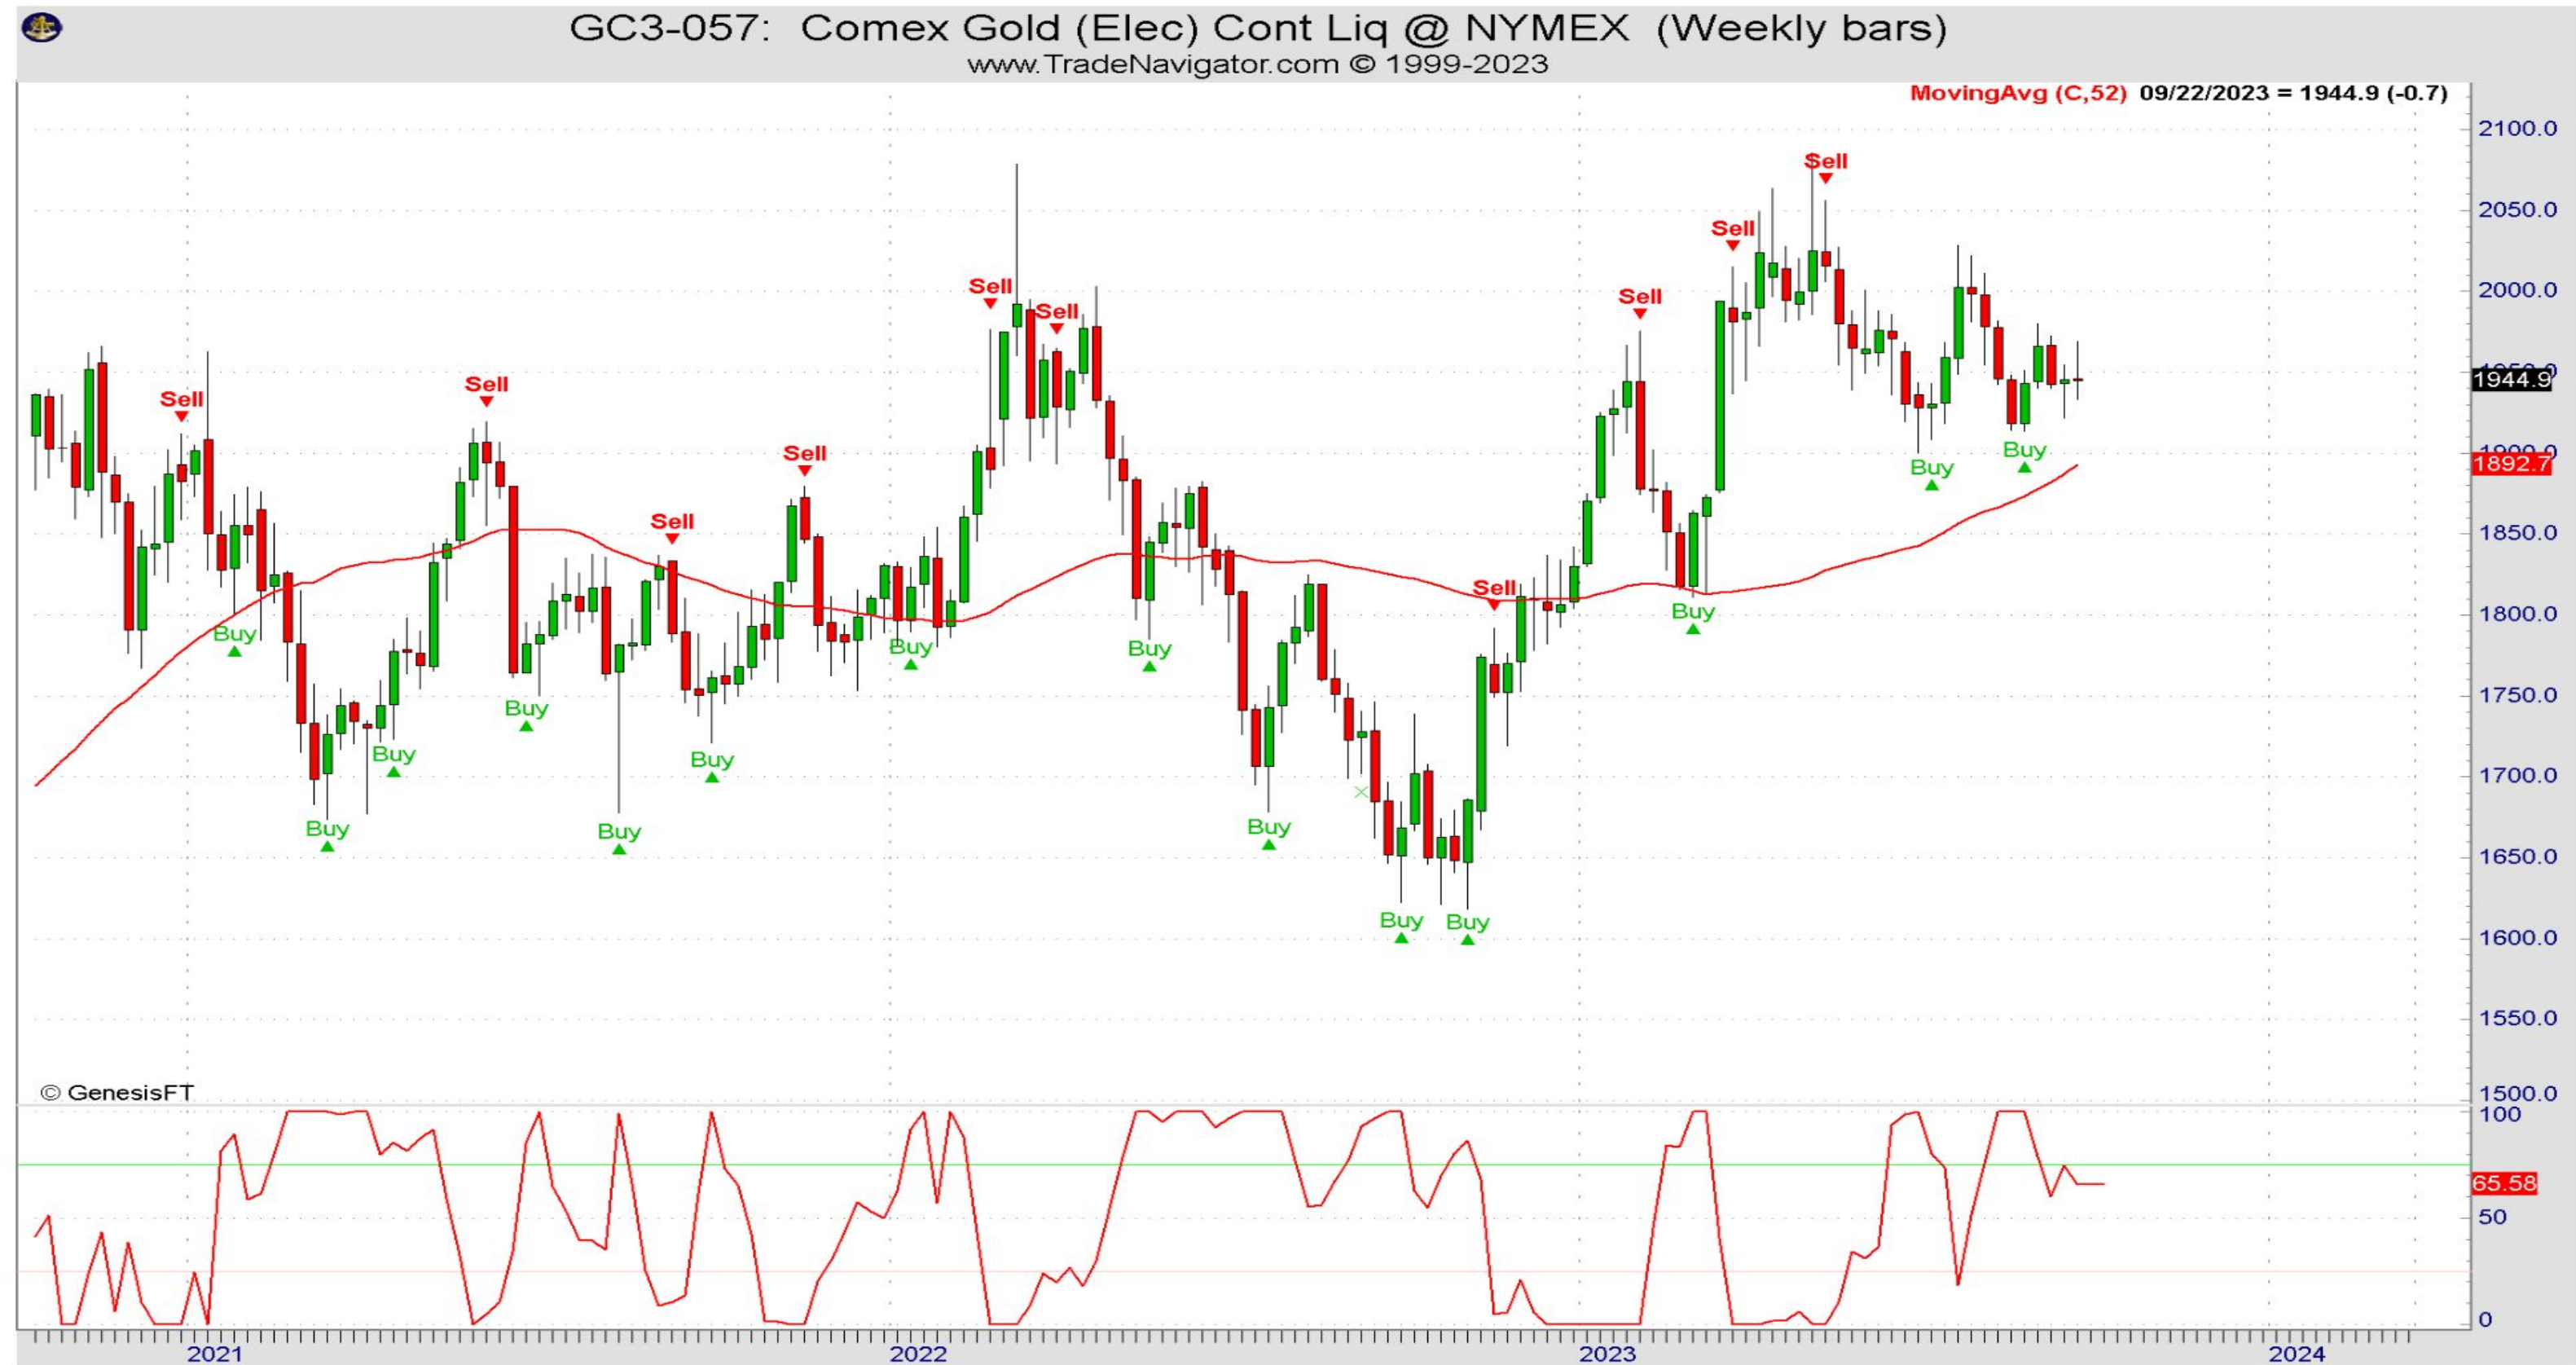 GC3-057: Comex Gold (Elec) Cont Liq @ NYMEX (Weekly bars)
www.TradeNavigator.com © 1999-2023
MovingAvg (C,52) 09/22/2023 = 1944.9 (-0.7)
2100.0
Sell
2050.0
Sell
Sell
Sell
2000.0
Sell
Sell
Sell
1944.9
Sell
Buy
Buy
1892.7
Sell
1850.0
Sell
1800.0
Buy
Buy
Buy
Buy
1750.0
Buy
Buy
Buy
1700.0
Buy
Buy
Buy
1650.0
Buy
Buy
1600.0
1550.0
© GenesisFT
1500.0
100
65.58
50
0
2021 2022 2023 2024